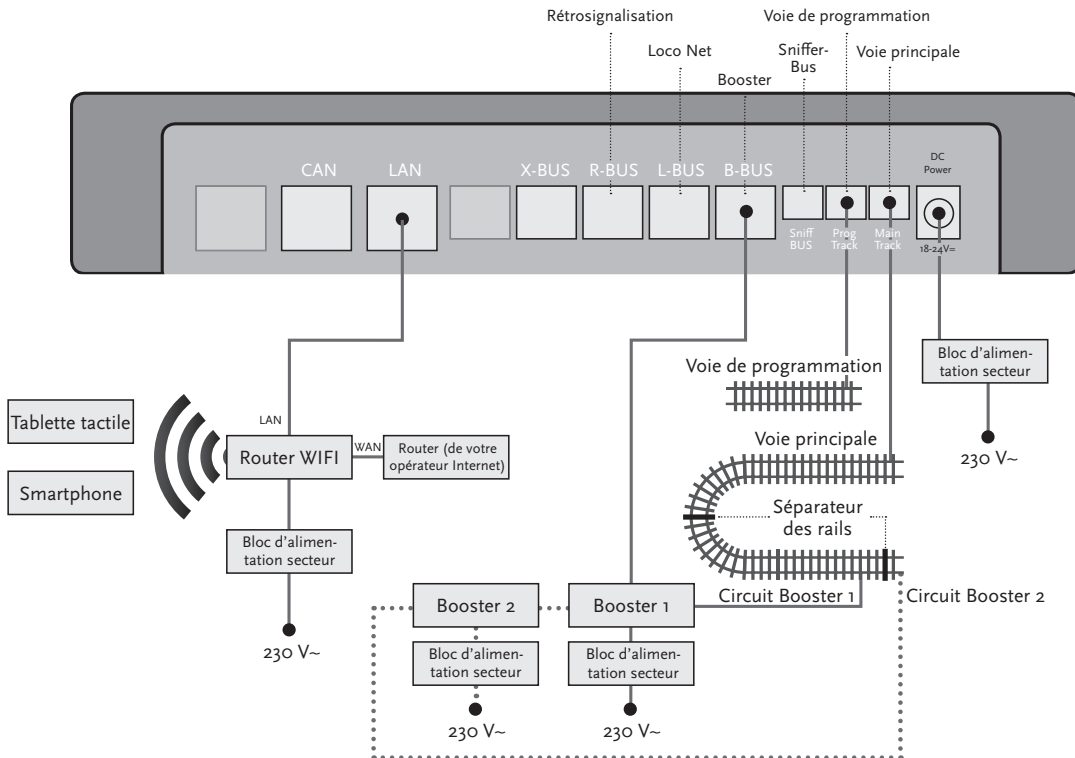 Rétrosignalisation
Voie de programmation
Loco Net
Sniffer-
Bus
Voie principale
Booster
CAN
LAN
X-BUS
R-BUS
L-BUS
B-BUS
DC
Power
Sniff
BUS
Prog
Track
Main
Track
18-24V=
Voie de programmation
Bloc d'alimen-
tation secteur
230 V~
Tablette tactile
Smartphone
LAN
Router WIFI
WAN
Router (de votre
opérateur Internet)
Voie principale
Séparateur
des rails
Bloc d'alimen-
tation secteur
230 V~
Booster 2
Booster 1
Circuit Booster 1
Circuit Booster 2
Bloc d'alimen-
tation secteur
Bloc d'alimen-
tation secteur
230 V~
230 V~